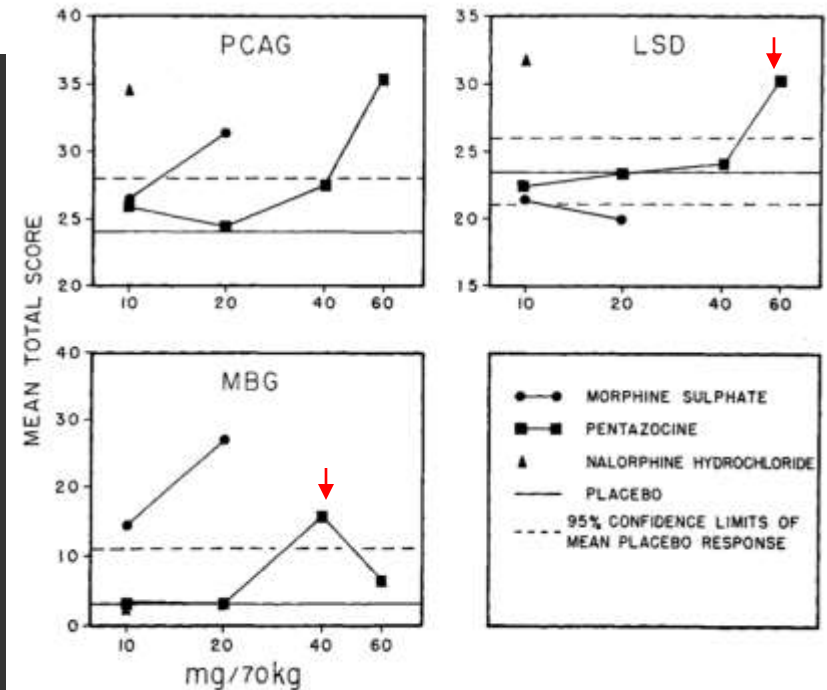 PCAG
40
35
30
25
20
10 20 40 60
LSD
35
30
25
20
15
10 20 40 60
MEAN TOTAL SCORE
MBG
40
30
20
10
0
10 20 40 60
mg/70kg
MORPHINE SULPHATE
PENTAZOCINE
NALORPHINE HYDROCHLORIDE
PLACEBO
95% CONFIDENCE LIMITS OF
MEAN PLACEBO RESPONSE